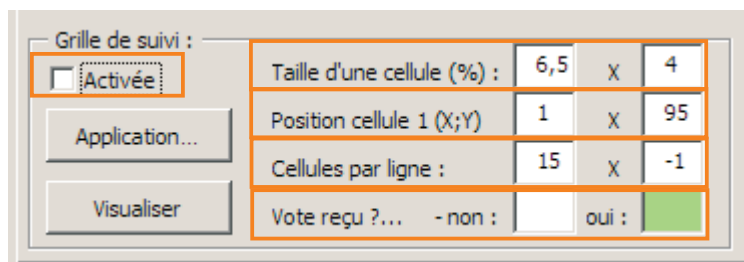 Grille de suivi :
Activée
Taille d'une cellule (%) : 6,5 X 4
Position cellule 1 (X;Y) 1 X 95
Application...
Cellules par ligne : 15 X -1
Visualiser
Vote reçu ?... - non : oui :